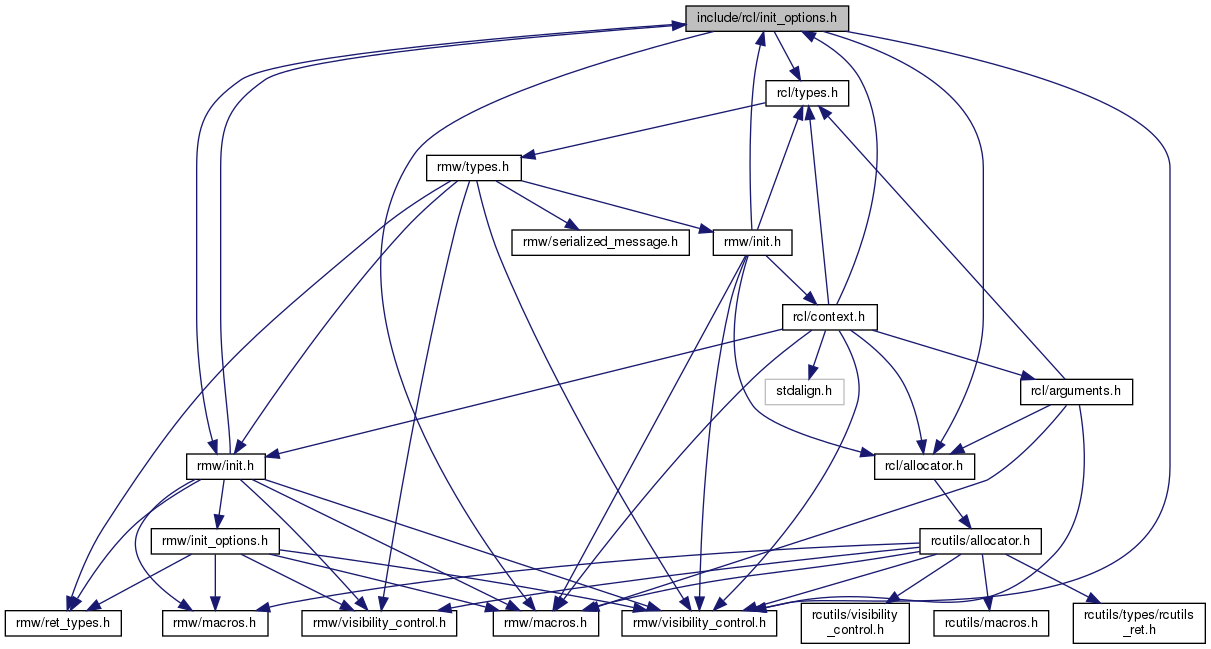 include/rcl/init_options.h
rcl/types.h
rmw/types.h
rmw/serialized_message.h
rmw/init.h
rcl/context.h
stdalign.h
rcl/arguments.h
rmw/init.h
rcl/allocator.h
rmw/init_options.h
rcutils/allocator.h
rmw/ret_types.h
rmw/macros.h
rmw/visibility_control.h
rmw/macros.h
rmw/visibility_control.h
rcutils/visibility
_control.h
rcutils/macros.h
rcutils/types/rcutils
_ret.h